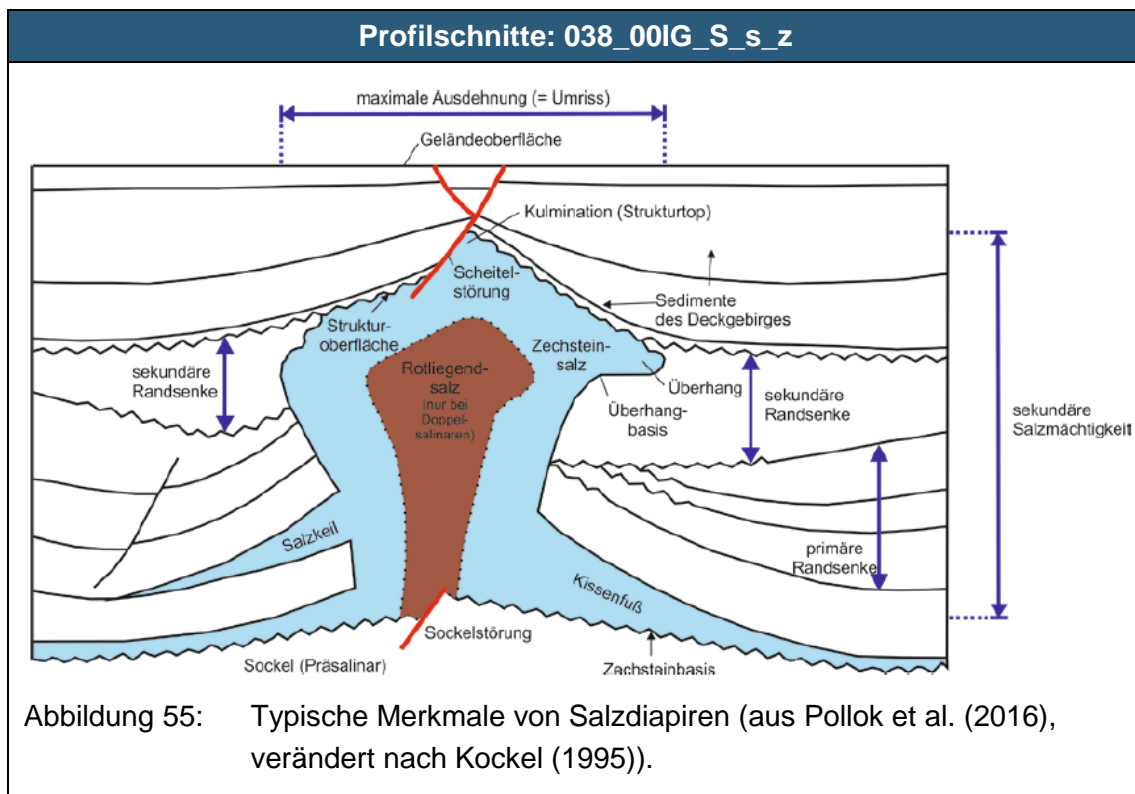 Profilschnitte: 038_00IG_S_s_z
maximale Ausdehnung (= Umriss)
Geländeoberfläche
Kulmination (Strukturtop)
Scheitel-
störung
Sedimente
des Deckgebirges
Struktur-
oberfläche
Zechstein-
salz
sekundäre
Randsenke
Rotliegend-
salz
(nur bei
Doppel-
salinaren)
Überhang
Überhang-
basis
sekundäre
Randsenke
sekundäre
Salzmächtigkeit
Salzkeil
primäre
Randsenke
Kissenfuß
Sockelstörung
Sockel (Präsalinar)
Zechsteinbasis
Abbildung 55: Typische Merkmale von Salzdiapiren (aus Pollok et al. (2016),
verändert nach Kockel (1995)).